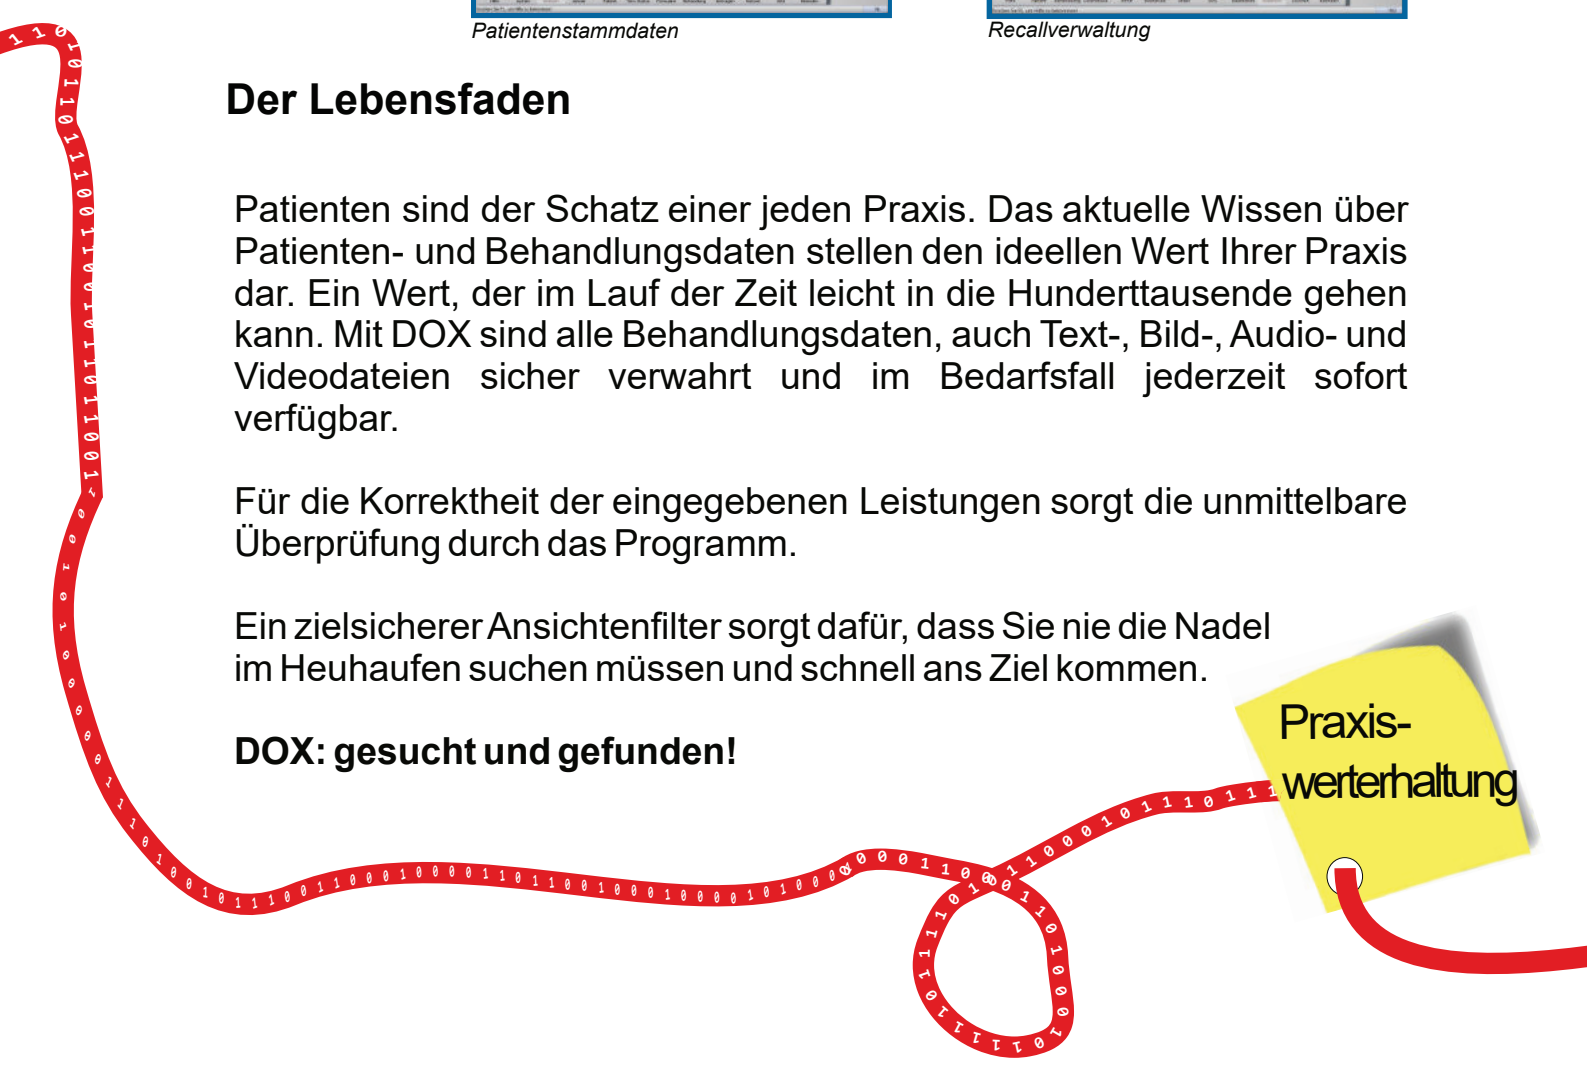 Patientenstammdaten
Recallverwaltung
Der Lebensfaden
Patienten sind der Schatz einer jeden Praxis. Das aktuelle Wissen über
Patienten- und Behandlungsdaten stellen den ideellen Wert Ihrer Praxis
dar. Ein Wert, der im Lauf der Zeit leicht in die Hunderttausende gehen
kann. Mit DOX sind alle Behandlungsdaten, auch Text-, Bild-, Audio- und
Videodateien sicher verwahrt und im Bedarfsfall jederzeit sofort
verfügbar.
Für die Korrektheit der eingegebenen Leistungen sorgt die unmittelbare
Überprüfung durch das Programm.
Ein zielsicherer Ansichtenfilter sorgt dafür, dass Sie nie die Nadel
im Heuhaufen suchen müssen und schnell ans Ziel kommen.
DOX: gesucht und gefunden!
Praxis-
werterhaltung